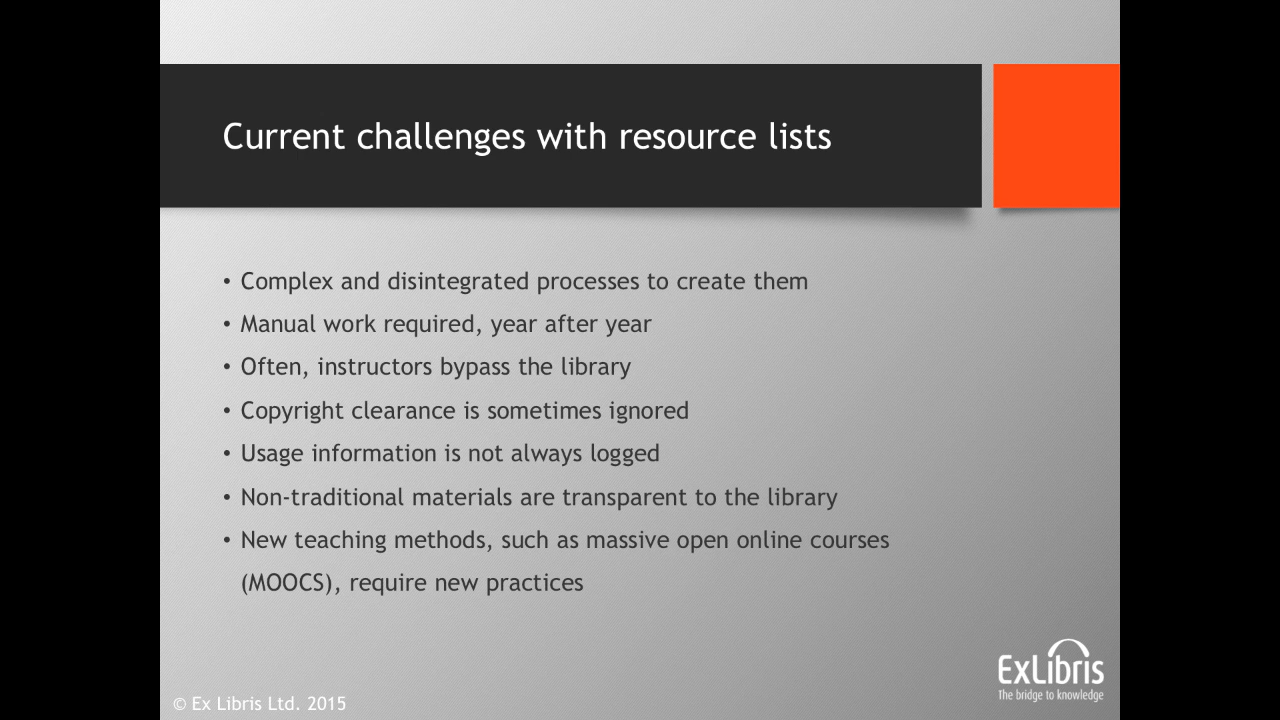 Current challenges with resource lists
• Complex and disintegrated processes to create them
• Manual work required, year after year
• Often, instructors bypass the library
• Copyright clearance is sometimes ignored
• Usage information is not always logged
• Non-traditional materials are transparent to the library
• New teaching methods, such as massive open online courses
(MOOCS), require new practices
ExLibris
The bridge to knowledge
© Ex Libris Ltd. 2015